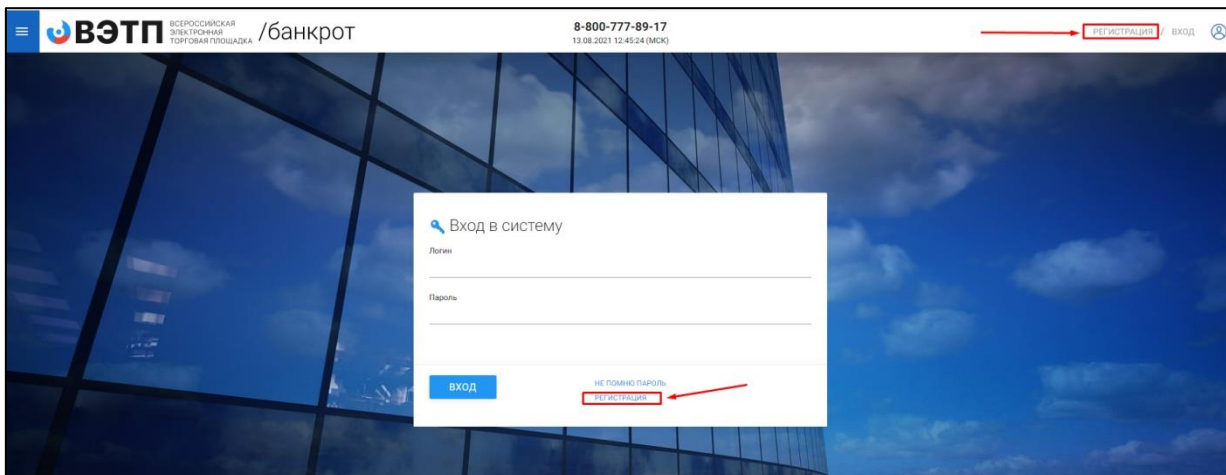 ВЭТП
ВСЕРОССИЙСКАЯ
ЭЛЕКТРОННАЯ
ТОРГОВАЯ ПЛОЩАДКА
/банкрот
8-800-777-89-17
13.08.2021 12:45:24 (МСК)
РЕГИСТРАЦИЯ / ВХОД
Вход в систему
Логин
Пароль
ВХОД
НЕ ПОМНЮ ПАРОЛЬ
РЕГИСТРАЦИЯ